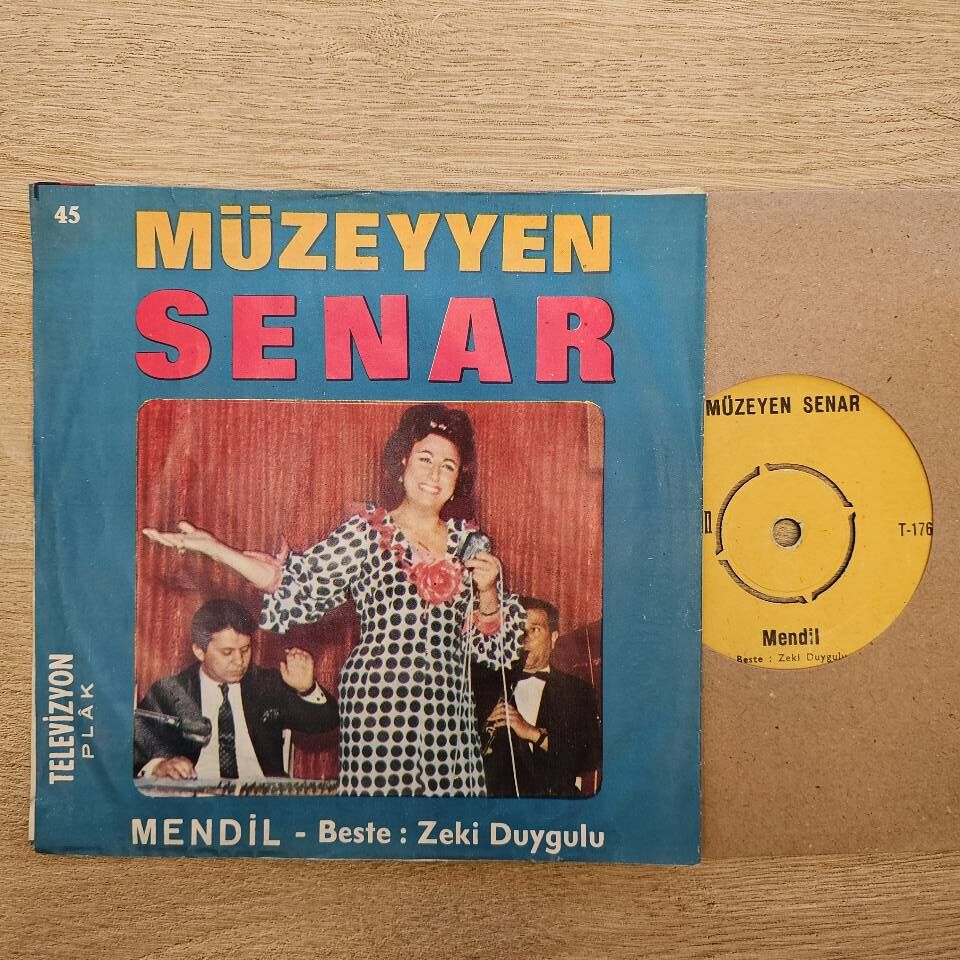 45
MÜZEYYEN
SENAR
TELEVİZYON
PLÂK
MENDİL - Beste : Zeki Duygulu
MÜZEYEN SENAR
T-176
Mendil
Beste : Zeki Duygulu